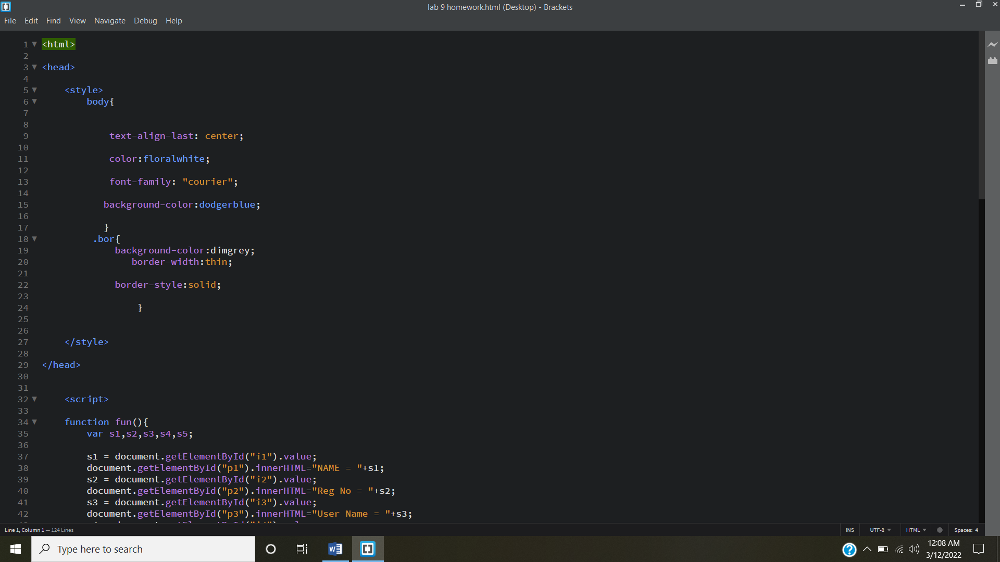 lab 9 homework.html (Desktop) - Brackets
File Edit Find View Navigate Debug Help
1 <html>
2
3 <head>
4
5 <style>
6 body{
7
8
9 text-align-last: center;
10
11 color:floralwhite;
12
13 font-family: "courier";
14
15 background-color:dodgerblue;
16
17 }
18 .bor{
19 background-color:dimgrey;
20 border-width:thin;
21
22 border-style:solid;
23
24 }
25
26
27 </style>
28
29 </head>
30
31
32 <script>
33
34 function fun(){
35 var s1,s2,s3,s4,s5;
36
37 s1 = document.getElementById("i1").value;
38 document.getElementById("p1").innerHTML="NAME = "+s1;
39 s2 = document.getElementById("i2").value;
40 document.getElementById("p2").innerHTML="Reg No = "+s2;
41 s3 = document.getElementById("i3").value;
42 document.getElementById("p3").innerHTML="User Name = "+s3;
Line 1, Column 1 — 124 Lines
INS UTF-8 HTML Spaces: 4
Type here to search
12:08 AM
3/12/2022